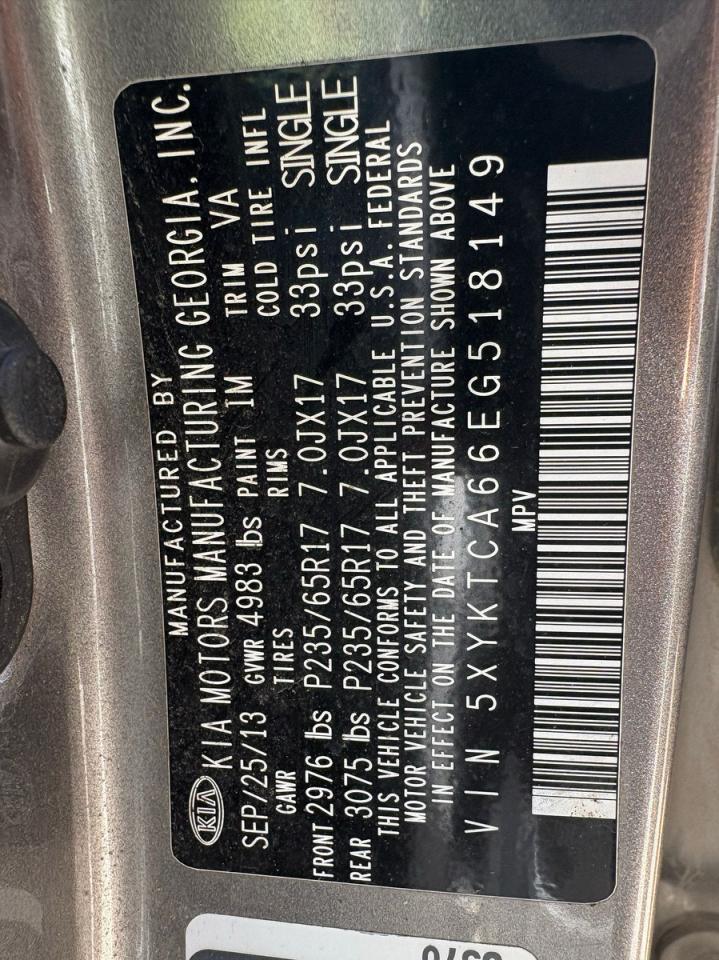 MANUFACTURED BY
KIA KIA MOTORS MANUFACTURING GEORGIA, INC.
SEP/25/13 GVWR 4983 lbs PAINT IM TRIM VA
GAWR TIRES RIMS COLD TIRE INFL
FRONT 2976 lbs P235/65R17 7.0JX17 33psi SINGLE
REAR 3075 lbs P235/65R17 7.0JX17 33psi SINGLE
THIS VEHICLE CONFORMS TO ALL APPLICABLE U.S.A. FEDERAL
MOTOR VEHICLE SAFETY AND THEFT PREVENTION STANDARDS
IN EFFECT ON THE DATE OF MANUFACTURE SHOWN ABOVE
VIN 5XYKTCA66EG518149
MPV